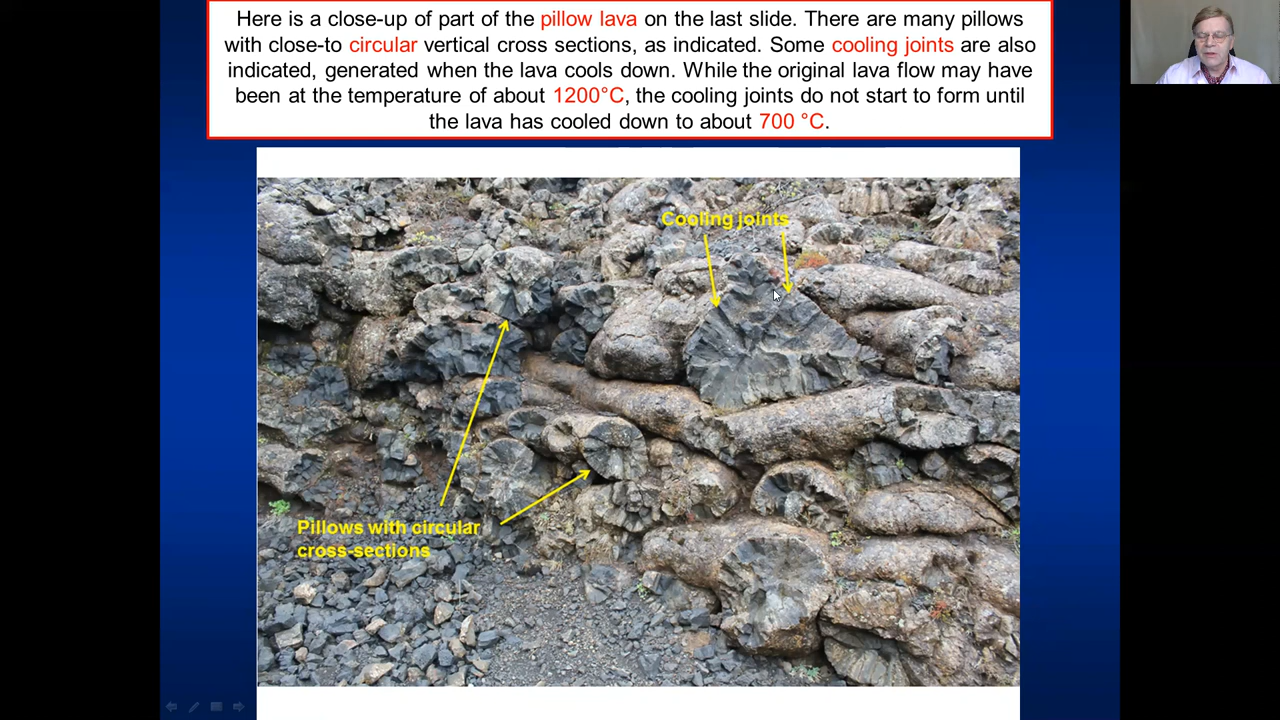 Here is a close-up of part of the pillow lava on the last slide. There are many pillows
with close-to circular vertical cross sections, as indicated. Some cooling joints are also
indicated, generated when the lava cools down. While the original lava flow may have
been at the temperature of about 1200°C, the cooling joints do not start to form until
the lava has cooled down to about 700 °C.
Cooling joints
Pillows with circular
cross-sections